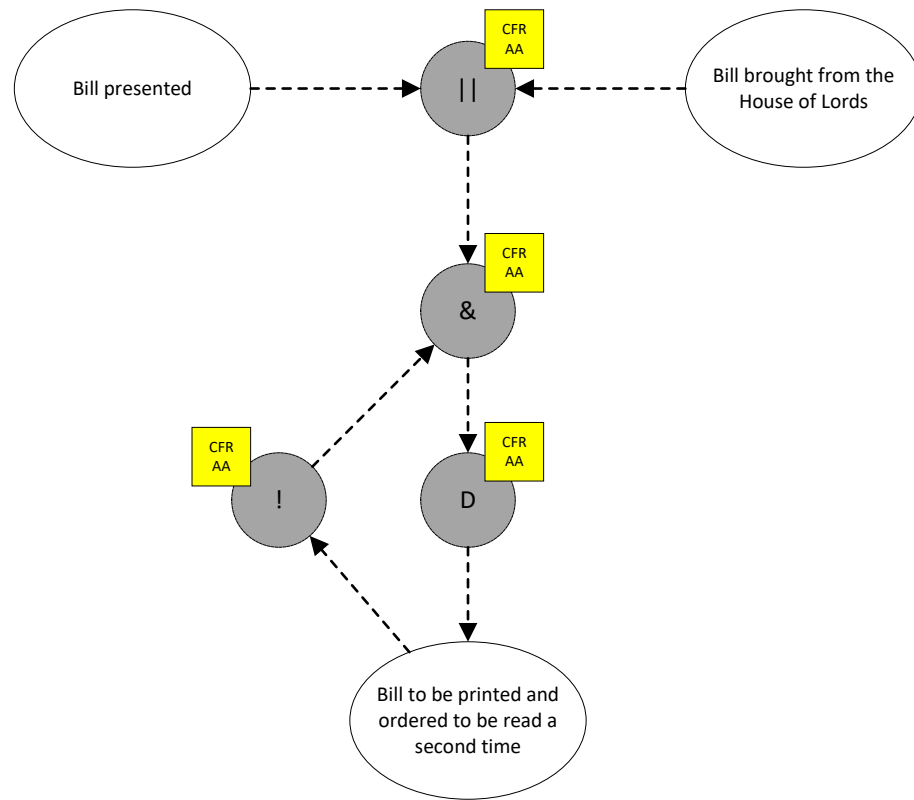 CFR
AA
Bill presented
||
Bill brought from the
House of Lords
CFR
AA
&
CFR
AA
!
CFR
AA
D
Bill to be printed and
ordered to be read a
second time